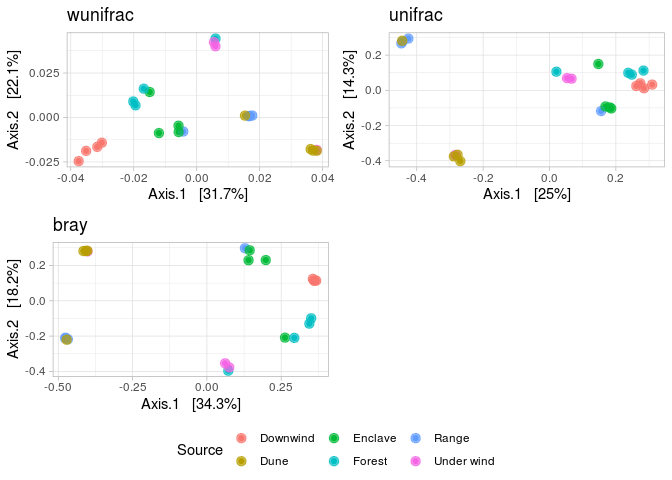 wunifrac
Axis.2 [22.1%]
0.025
0.000
-0.025
-0.04 -0.02 0.00 0.02 0.04
Axis.1 [31.7%]
unifrac
Axis.2 [14.3%]
0.2
0.0
-0.2
-0.4
-0.4 -0.2 0.0 0.2
Axis.1 [25%]
bray
Axis.2 [18.2%]
0.2
0.0
-0.2
-0.4
-0.50 -0.25 0.00 0.25
Axis.1 [34.3%]
Source
Downwind Enclave Range
Dune Forest Under wind